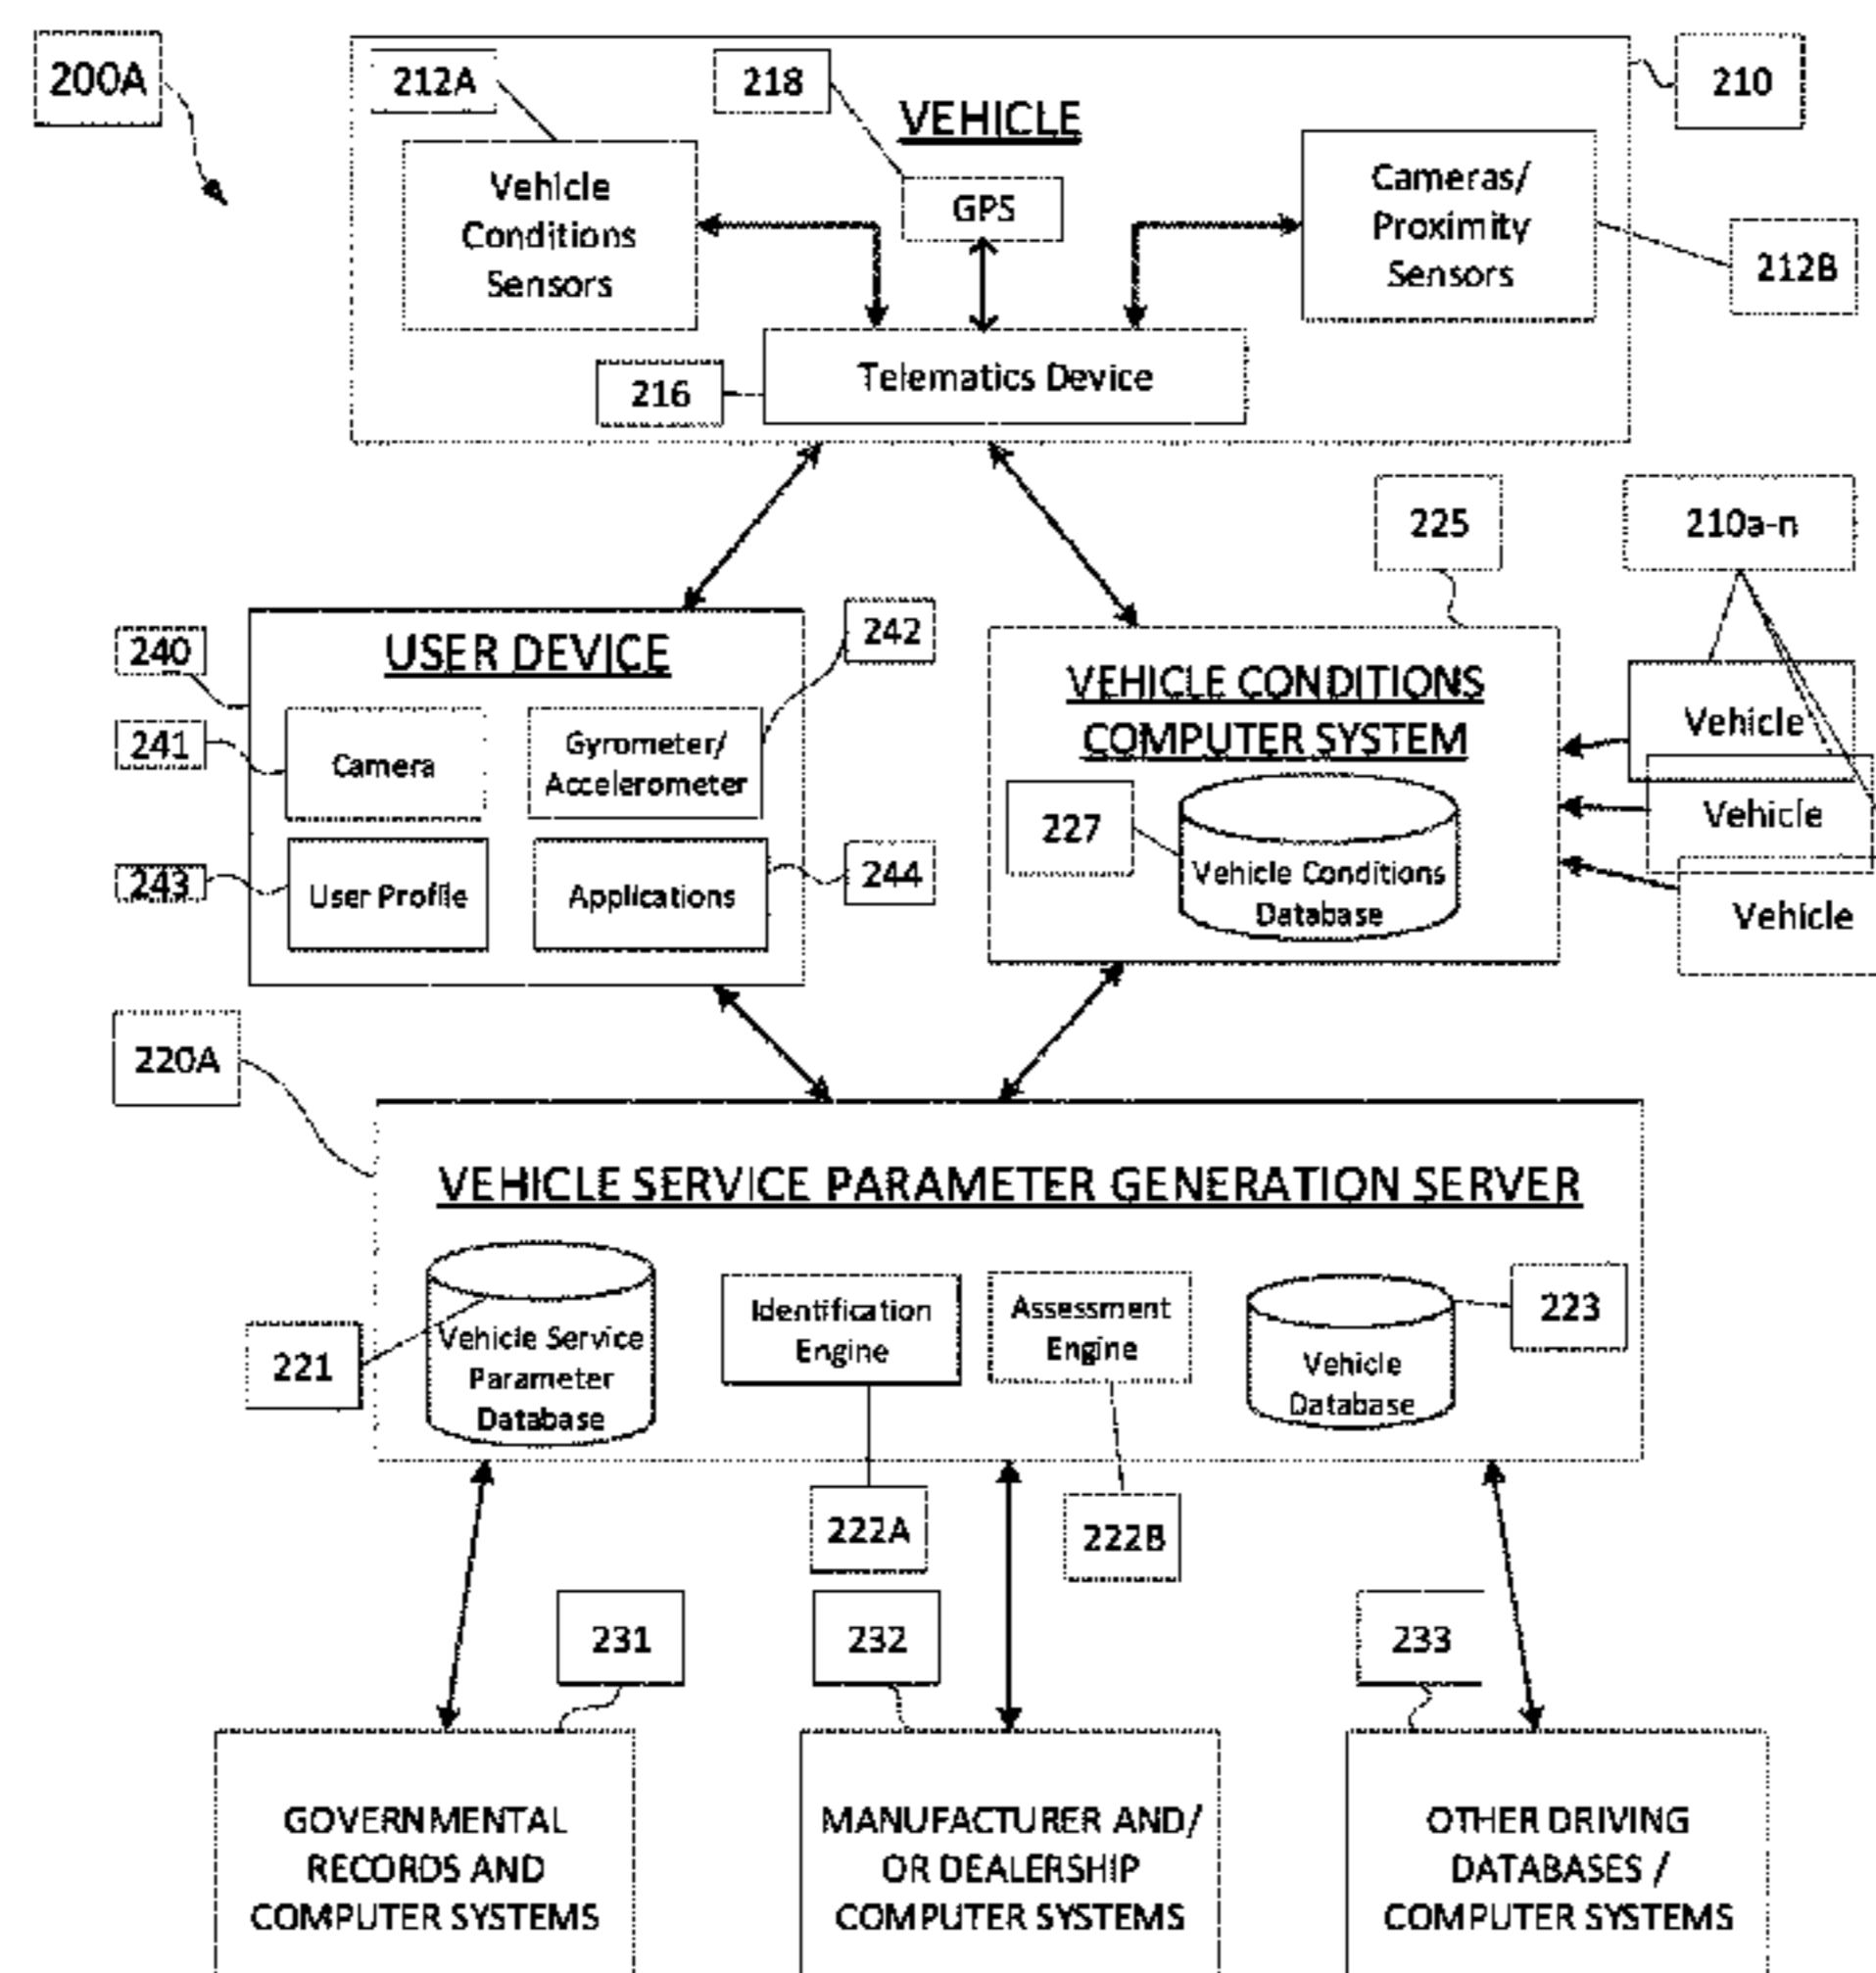 200A
212A
218
VEHICLE
210
Vehicle
Conditions
Sensors
GPS
Cameras/
Proximity
Sensors
212B
216
Telematics Device
225
210a-n
240
USER DEVICE
242
241
Camera
Gyrometer/
Accelerometer
243
User Profile
Applications
244
VEHICLE CONDITIONS
COMPUTER SYSTEM
227
Vehicle Conditions
Database
Vehicle
Vehicle
Vehicle
220A
VEHICLE SERVICE PARAMETER GENERATION SERVER
221
Vehicle Service
Parameter
Database
Identification
Engine
Assessment
Engine
Vehicle
Database
223
222A
222B
231
232
233
GOVERNMENTAL
RECORDS AND
COMPUTER SYSTEMS
MANUFACTURER AND/
OR DEALERSHIP
COMPUTER SYSTEMS
OTHER DRIVING
DATABASES /
COMPUTER SYSTEMS